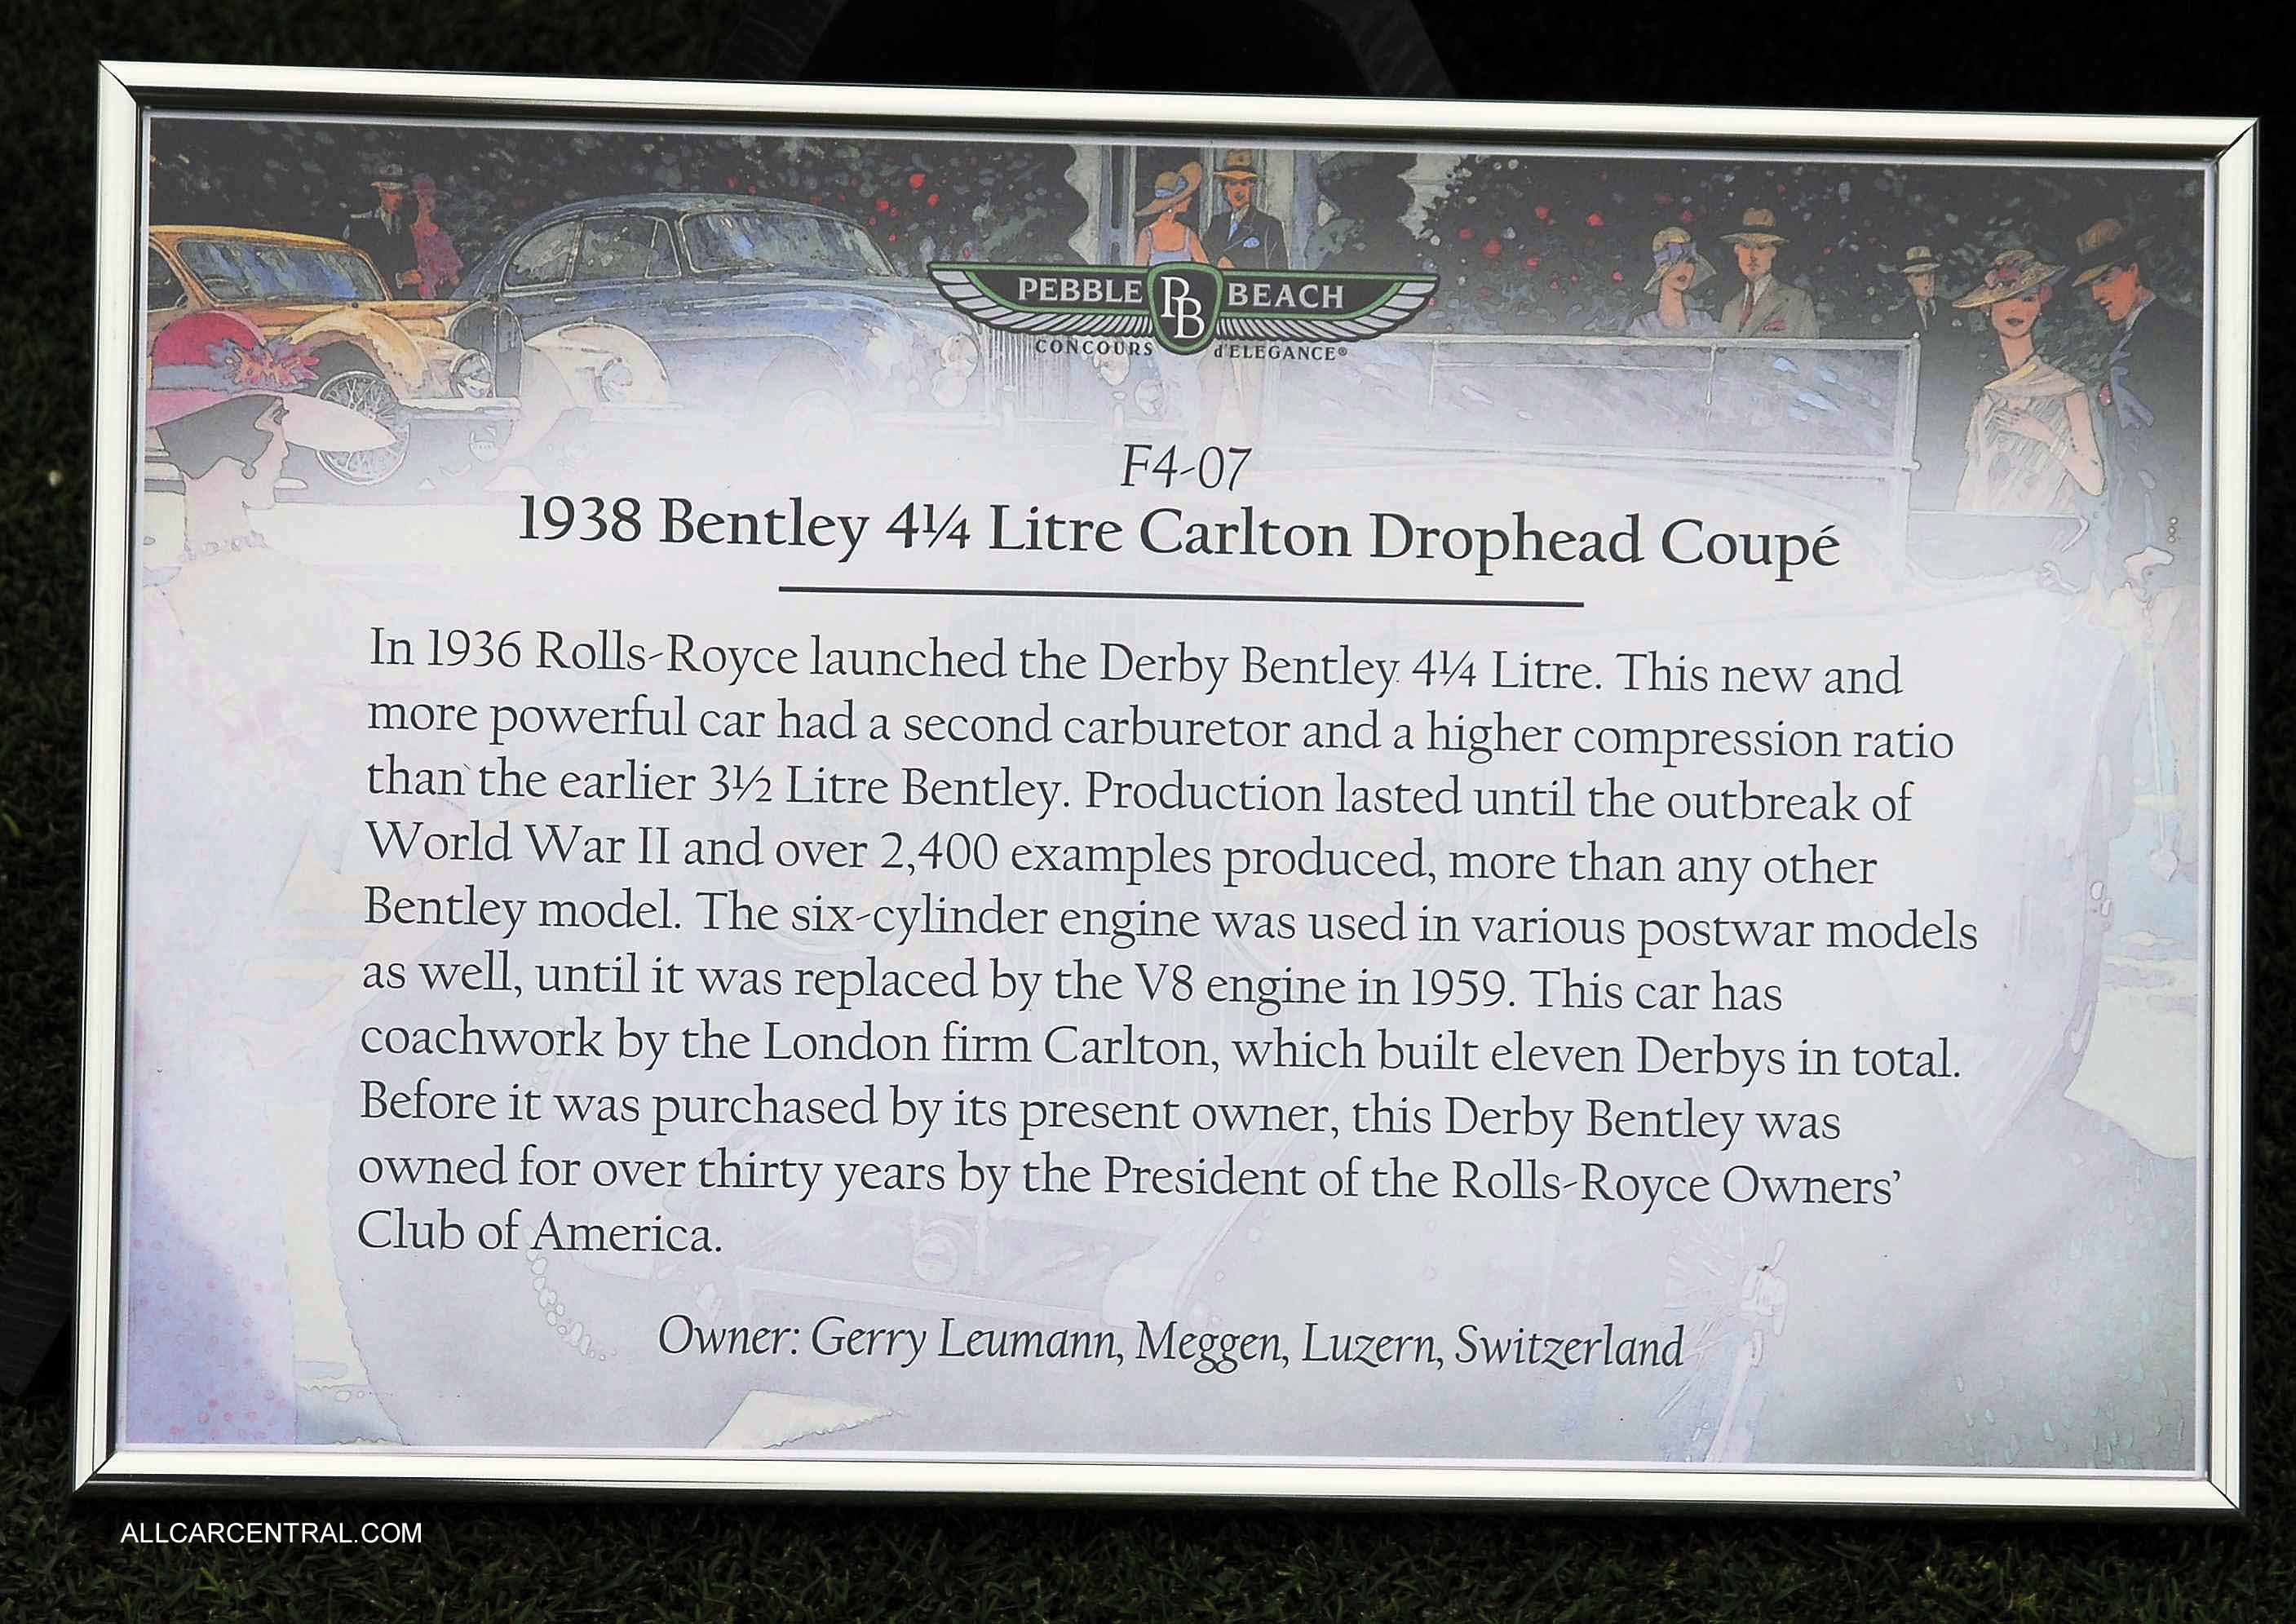 PEBBLE PB BEACH
CONCOURS d'ELEGANCE®
F4-07
1938 Bentley 4¼ Litre Carlton Drophead Coupé
In 1936 Rolls-Royce launched the Derby Bentley 4¼ Litre. This new and
more powerful car had a second carburetor and a higher compression ratio
than the earlier 3½ Litre Bentley. Production lasted until the outbreak of
World War II and over 2,400 examples produced, more than any other
Bentley model. The six-cylinder engine was used in various postwar models
as well, until it was replaced by the V8 engine in 1959. This car has
coachwork by the London firm Carlton, which built eleven Derbys in total.
Before it was purchased by its present owner, this Derby Bentley was
owned for over thirty years by the President of the Rolls-Royce Owners’
Club of America.
Owner: Gerry Leumann, Meggen, Luzern, Switzerland
ALLCARCENTRAL.COM